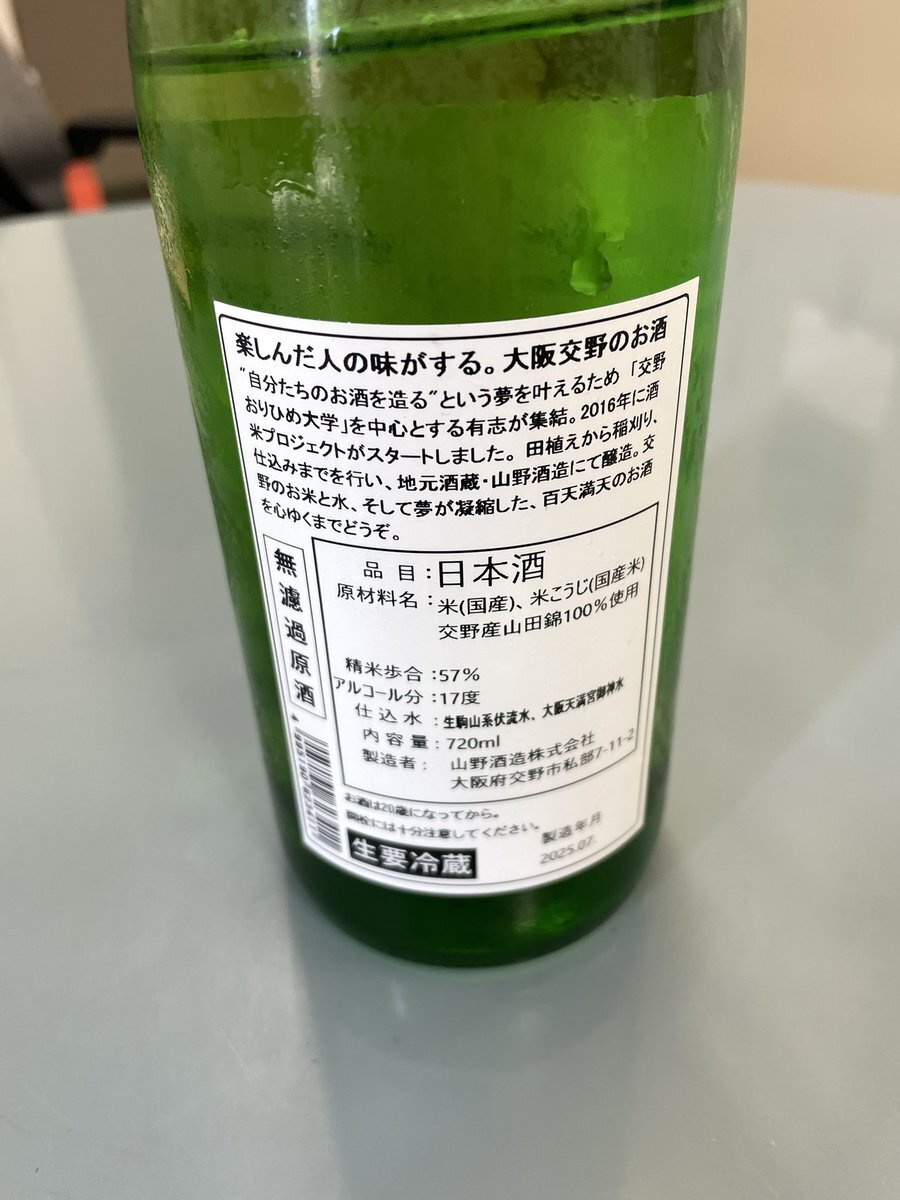 楽しんだ人の味がする。大阪交野のお酒
"自分たちのお酒を造る"という夢を叶えるため「交野
おりひめ大学」を中心とする有志が集結。2016年に酒
米プロジェクトがスタートしました。田植えから稲刈り、
仕込みまでを行い、地元酒蔵・山野酒造にて醸造。交
野のお米と水、そして夢が凝縮した、百天満天のお酒
を心ゆくまでどうぞ。
無濾過原酒
品目:日本酒
原材料名:米(国産)、米こうじ(国産米)
交野産山田錦100%使用
精米歩合:57%
アルコール分:17度
仕込水:生駒山系伏流水、大阪天満宮御神水
内容量:720ml
製造者:山野酒造株式会社
大阪府交野市私部7-11-2
お酒は20歳になってから。
開栓には十分注意してください。
生要冷蔵
製造年月
2025.07.